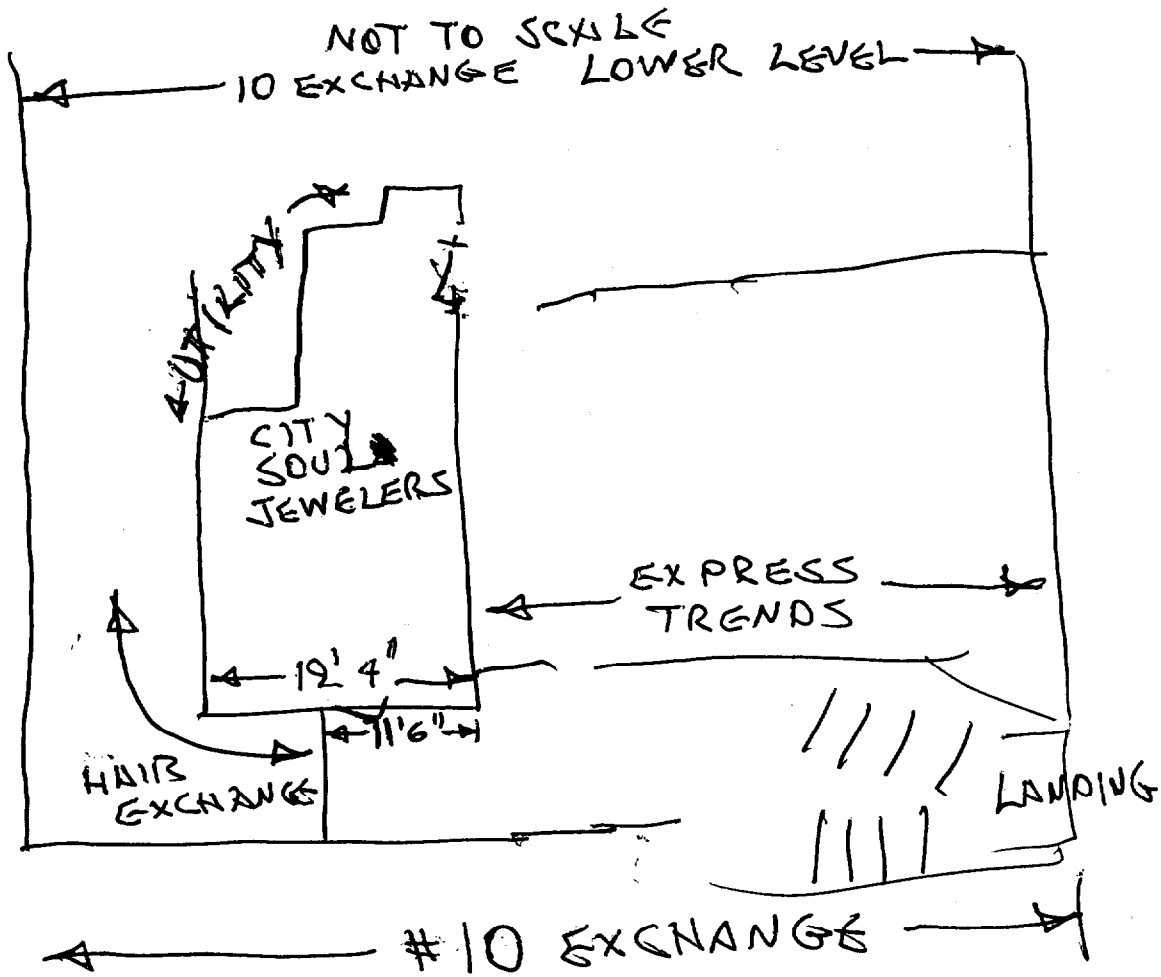 NOT TO SCALE
10 EXCHANGE LOWER LEVEL
UTILITY
CITY
SOUL
JEWELERS
EXPRESS
TRENDS
12' 4"
11'6"
HAIR
EXCHANGE
LANDING
#10 EXCHANGE